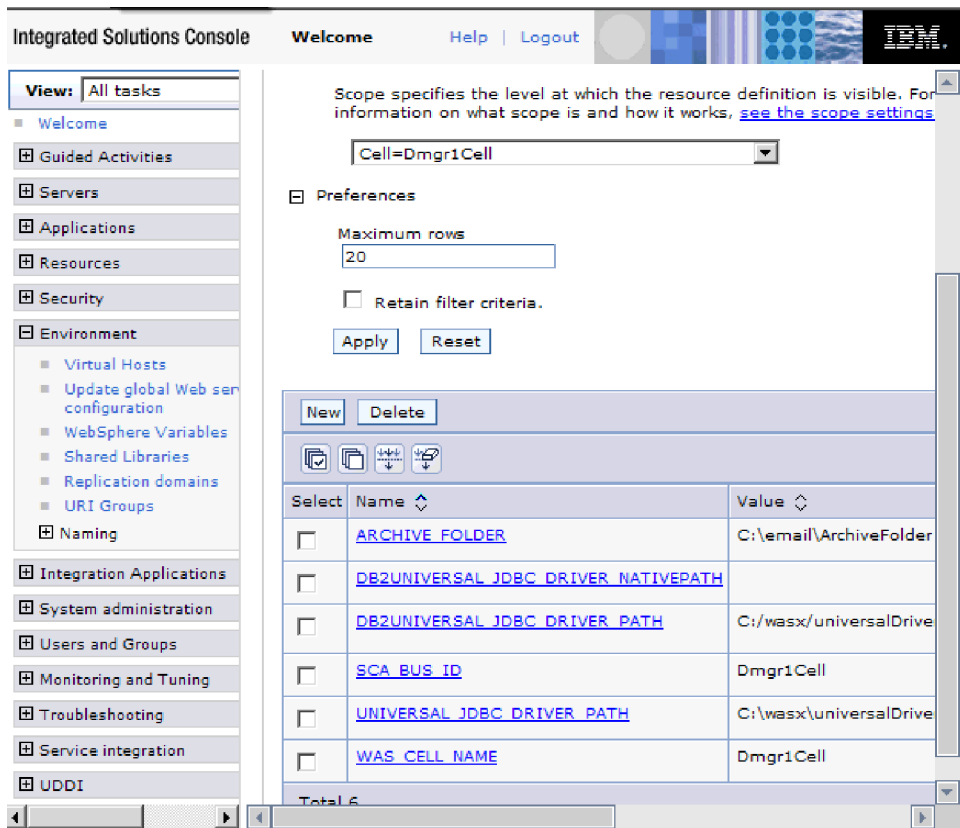 Integrated Solutions Console
Welcome
Help | Logout
IBM.
View: All tasks
Welcome
Guided Activities
Servers
Applications
Resources
Security
Environment
Virtual Hosts
Update global Web ser
configuration
WebSphere Variables
Shared Libraries
Replication domains
URI Groups
Naming
Integration Applications
System administration
Users and Groups
Monitoring and Tuning
Troubleshooting
Service integration
UDDI
Scope specifies the level at which the resource definition is visible. For
information on what scope is and how it works, see the scope settings
Cell=Dmgr1Cell
Preferences
Maximum rows
20
Retain filter criteria.
Apply Reset
New Delete
Select Name Value
ARCHIVE_FOLDER C:\email\ArchiveFolder
DB2UNIVERSAL_JDBC_DRIVER_NATIVEPATH
DB2UNIVERSAL_JDBC_DRIVER_PATH C:/wasx/universalDrive
SCA_BUS_ID Dmgr1Cell
UNIVERSAL_JDBC_DRIVER_PATH C:\wasx\universalDrive
WAS_CELL_NAME Dmgr1Cell
Total 6